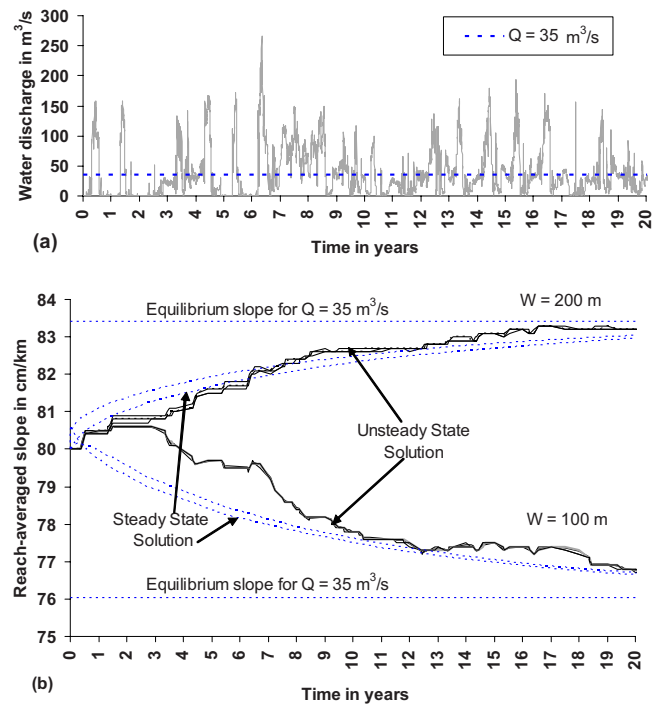 Water discharge in m³/s
300
250
200
150
100
50
0
Q = 35 m³/s
0 1 2 3 4 5 6 7 8 9 10 11 12 13 14 15 16 17 18 19 20
(a)
Time in years
Reach-averaged slope in cm/km
84
83
82
81
80
79
78
77
76
75
Equilibrium slope for Q = 35 m³/s
W = 200 m
Unsteady State
Solution
Steady State
Solution
W = 100 m
Equilibrium slope for Q = 35 m³/s
0 1 2 3 4 5 6 7 8 9 10 11 12 13 14 15 16 17 18 19 20
(b)
Time in years